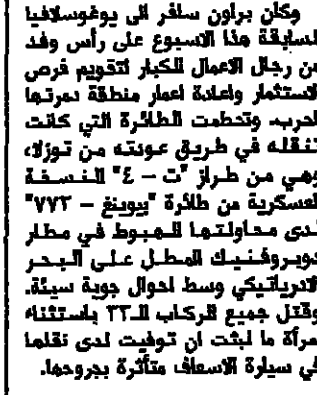 وكان براون سافر الى يوغوسلافيا
السابقة هذا الاسبوع على رأس وفد
من رجال الاعمال الكبار لتقويم فرص
الاستثمار واعادة اعمار منطقة دمرتها
الحرب. وتحطمت الطائرة التي كانت
تنقله في طريق عودته من توزلا،
وهي من طراز "ت - ٤" النسخة
العسكرية من طائرة "بيوينغ - ٧٧٣"
لدى محاولتها الهبوط في مطار
دوبروفنيك المطل على البحر
الادرياتيكي وسط احوال جوية سيئة.
وقتل جميع الركاب الـ٣٣ باستثناء
مرأة ما لبثت ان توفيت لدى نقلها
في سيارة الاسعاف متأثرة بجروحها.